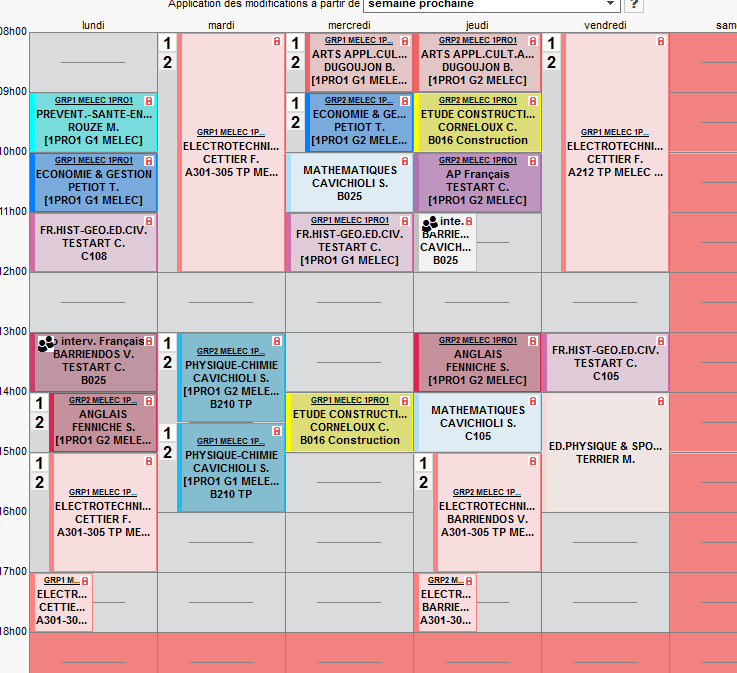 Application des modifications à partir de semaine prochaine ?
lundi mardi mercredi jeudi vendredi sam
08h00
09h00
10h00
11h00
12h00
13h00
14h00
15h00
16h00
17h00
18h00
GRP1 MELEC 1PRO1
PREVENT.-SANTE-EN...
ROUZE M.
[1PRO1 G1 MELEC]
GRP1 MELEC 1PRO1
ECONOMIE & GESTION
PETIOT T.
[1PRO1 G1 MELEC]
FR.HIST-GEO.ED.CIV.
TESTART C.
C108
o interv. Français
BARRIENDOS V.
TESTART C.
B025
1
2
GRP2 MELEC 1P...
ANGLAIS
FENNICHE S.
[1PRO1 G2 MELE...
1
2
GRP1 MELEC 1P...
ELECTROTECHNI...
CETTIER F.
A301-305 TP ME...
GRP1 M...
ELECTR...
CETTIE...
A301-30...
1
2
GRP1 MELEC 1P...
ELECTROTECHNI...
CETTIER F.
A301-305 TP ME...
1
2
GRP2 MELEC 1P...
PHYSIQUE-CHIMIE
CAVICHIOLI S.
[1PRO1 G2 MELE...
B210 TP
1
2
GRP1 MELEC 1P...
PHYSIQUE-CHIMIE
CAVICHIOLI S.
[1PRO1 G1 MELE...
B210 TP
1
2
GRP1 MELEC 1P...
ARTS APPL.CUL...
DUGOUJON B.
[1PRO1 G1 MELE...
1
2
GRP2 MELEC 1P...
ECONOMIE & GE...
PETIOT T.
[1PRO1 G2 MELE...
MATHEMATIQUES
CAVICHIOLI S.
B025
GRP1 MELEC 1PRO1
FR.HIST-GEO.ED.CIV.
TESTART C.
[1PRO1 G1 MELEC]
GRP1 MELEC 1PRO1
ETUDE CONSTRUCTI...
CORNELOUX C.
B016 Construction
GRP2 MELEC 1PRO1
ARTS APPL.CULT.A...
DUGOUJON B.
[1PRO1 G2 MELEC]
GRP2 MELEC 1PRO1
ETUDE CONSTRUCTI...
CORNELOUX C.
B016 Construction
GRP2 MELEC 1PRO1
AP Français
TESTART C.
[1PRO1 G2 MELEC]
inte.
BARRIE...
CAVICH...
B025
GRP2 MELEC 1PRO1
ANGLAIS
FENNICHE S.
[1PRO1 G2 MELEC]
MATHEMATIQUES
CAVICHIOLI S.
C105
1
2
GRP2 MELEC 1P...
ELECTROTECHNI...
BARRIENDOS V.
A301-305 TP ME...
GRP2 M...
ELECTR...
BARRIE...
A301-30...
1
2
GRP1 MELEC 1P...
ELECTROTECHNI...
CETTIER F.
A212 TP MELEC ...
FR.HIST-GEO.ED.CIV.
TESTART C.
C105
ED.PHYSIQUE & SPO...
TERRIER M.